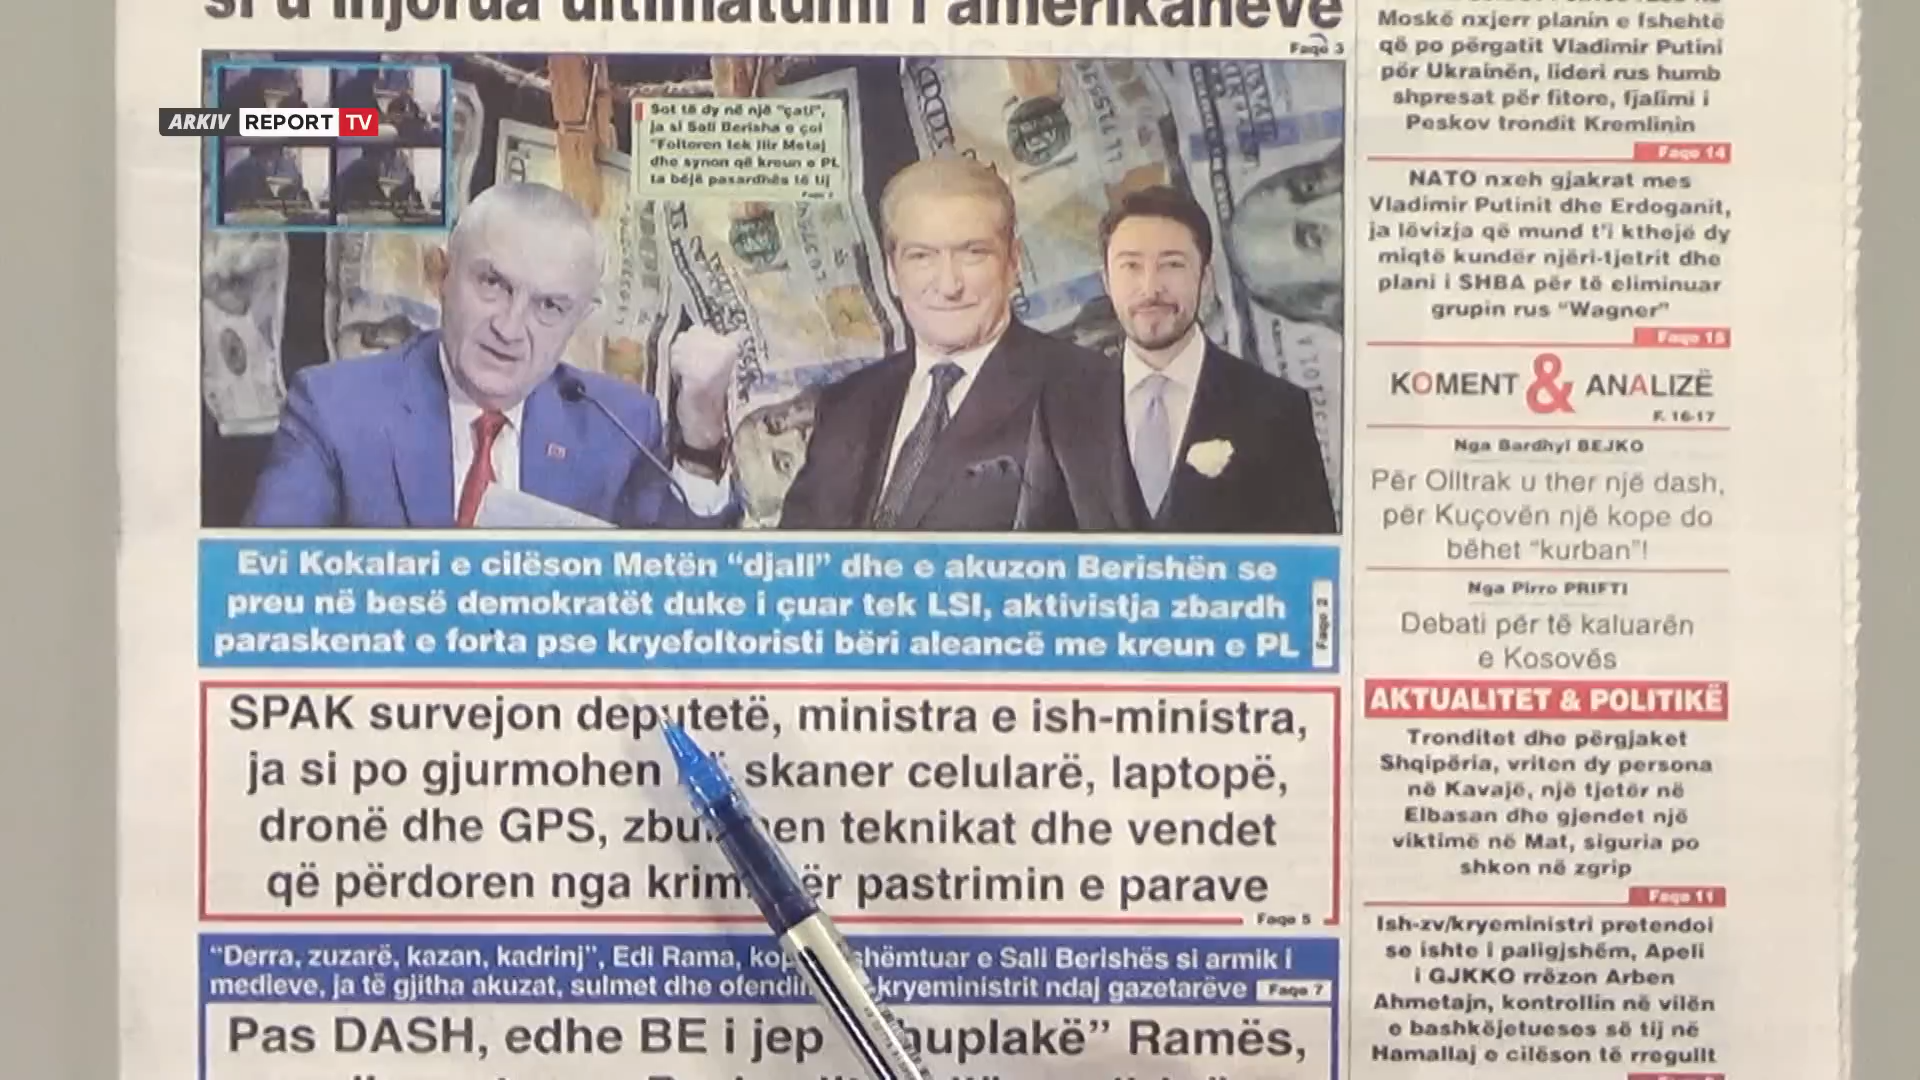 si u injorua ultimatumi i amerikanëve
Faqe 3
ARKIV REPORT TV
Sot të dy në një "çati",
ja si Sali Berisha e çoi
"Foltoren tek Ilir Metaj
dhe synon që kreun e PL
ta bëjë pasardhës të tij
Evi Kokalari e cilëson Metën "djall" dhe e akuzon Berishën se
preu në besë demokratët duke i çuar tek LSI, aktivistja zbardh
paraskenat e forta pse kryefoltoristi bëri aleancë me kreun e PL
Faqe 2
SPAK survejon deputetë, ministra e ish-ministra,
ja si po gjurmohen skaner celularë, laptopë,
dronë dhe GPS, teknikat dhe vendet
që përdoren nga pastrimin e parave
Faqe 5
"Derra, zuzarë, kazan, kadrinj", Edi Rama, e Sali Berishës si armik i
medieve, ja të gjitha akuzat, sulmet dhe kryeministrit ndaj gazetarëve
Faqe 7
Pas DASH, edhe BE i jep Ramës,
Moskë nxjerr planin e fshehtë
që po përgatit Vladimir Putini
për Ukrainën, lideri rus humb
shpresat për fitore, fjalimi i
Peskov trondit Kremlinin
Faqe 14
NATO nxeh gjakrat mes
Vladimir Putinit dhe Erdoganit,
ja lëvizja që mund t'i kthejë dy
miqtë kundër njëri-tjetrit dhe
plani i SHBA për të eliminuar
grupin rus "Wagner"
Faqe 15
KOMENT & ANALIZË
F. 16-17
Nga Bardhyl BEJKO
Për Olltrak u ther një dash,
për Kuçovën një kope do
bëhet "kurban"!
Nga Pirro PRIFTI
Debati për të kaluarën
e Kosovës
AKTUALITET & POLITIKË
Tronditet dhe përgjaket
Shqipëria, vriten dy persona
në Kavajë, një tjetër në
Elbasan dhe gjendet një
viktimë në Mat, siguria po
shkon në zgrip
Faqe 11
Ish-zv/kryeministri pretendoi
se ishte i paligjshëm, Apeli
i GJKKO rrëzon Arben
Ahmetajn, kontrollin në vilën
e bashkëjetueses së tij në
Hamallaj e cilëson të rregullt